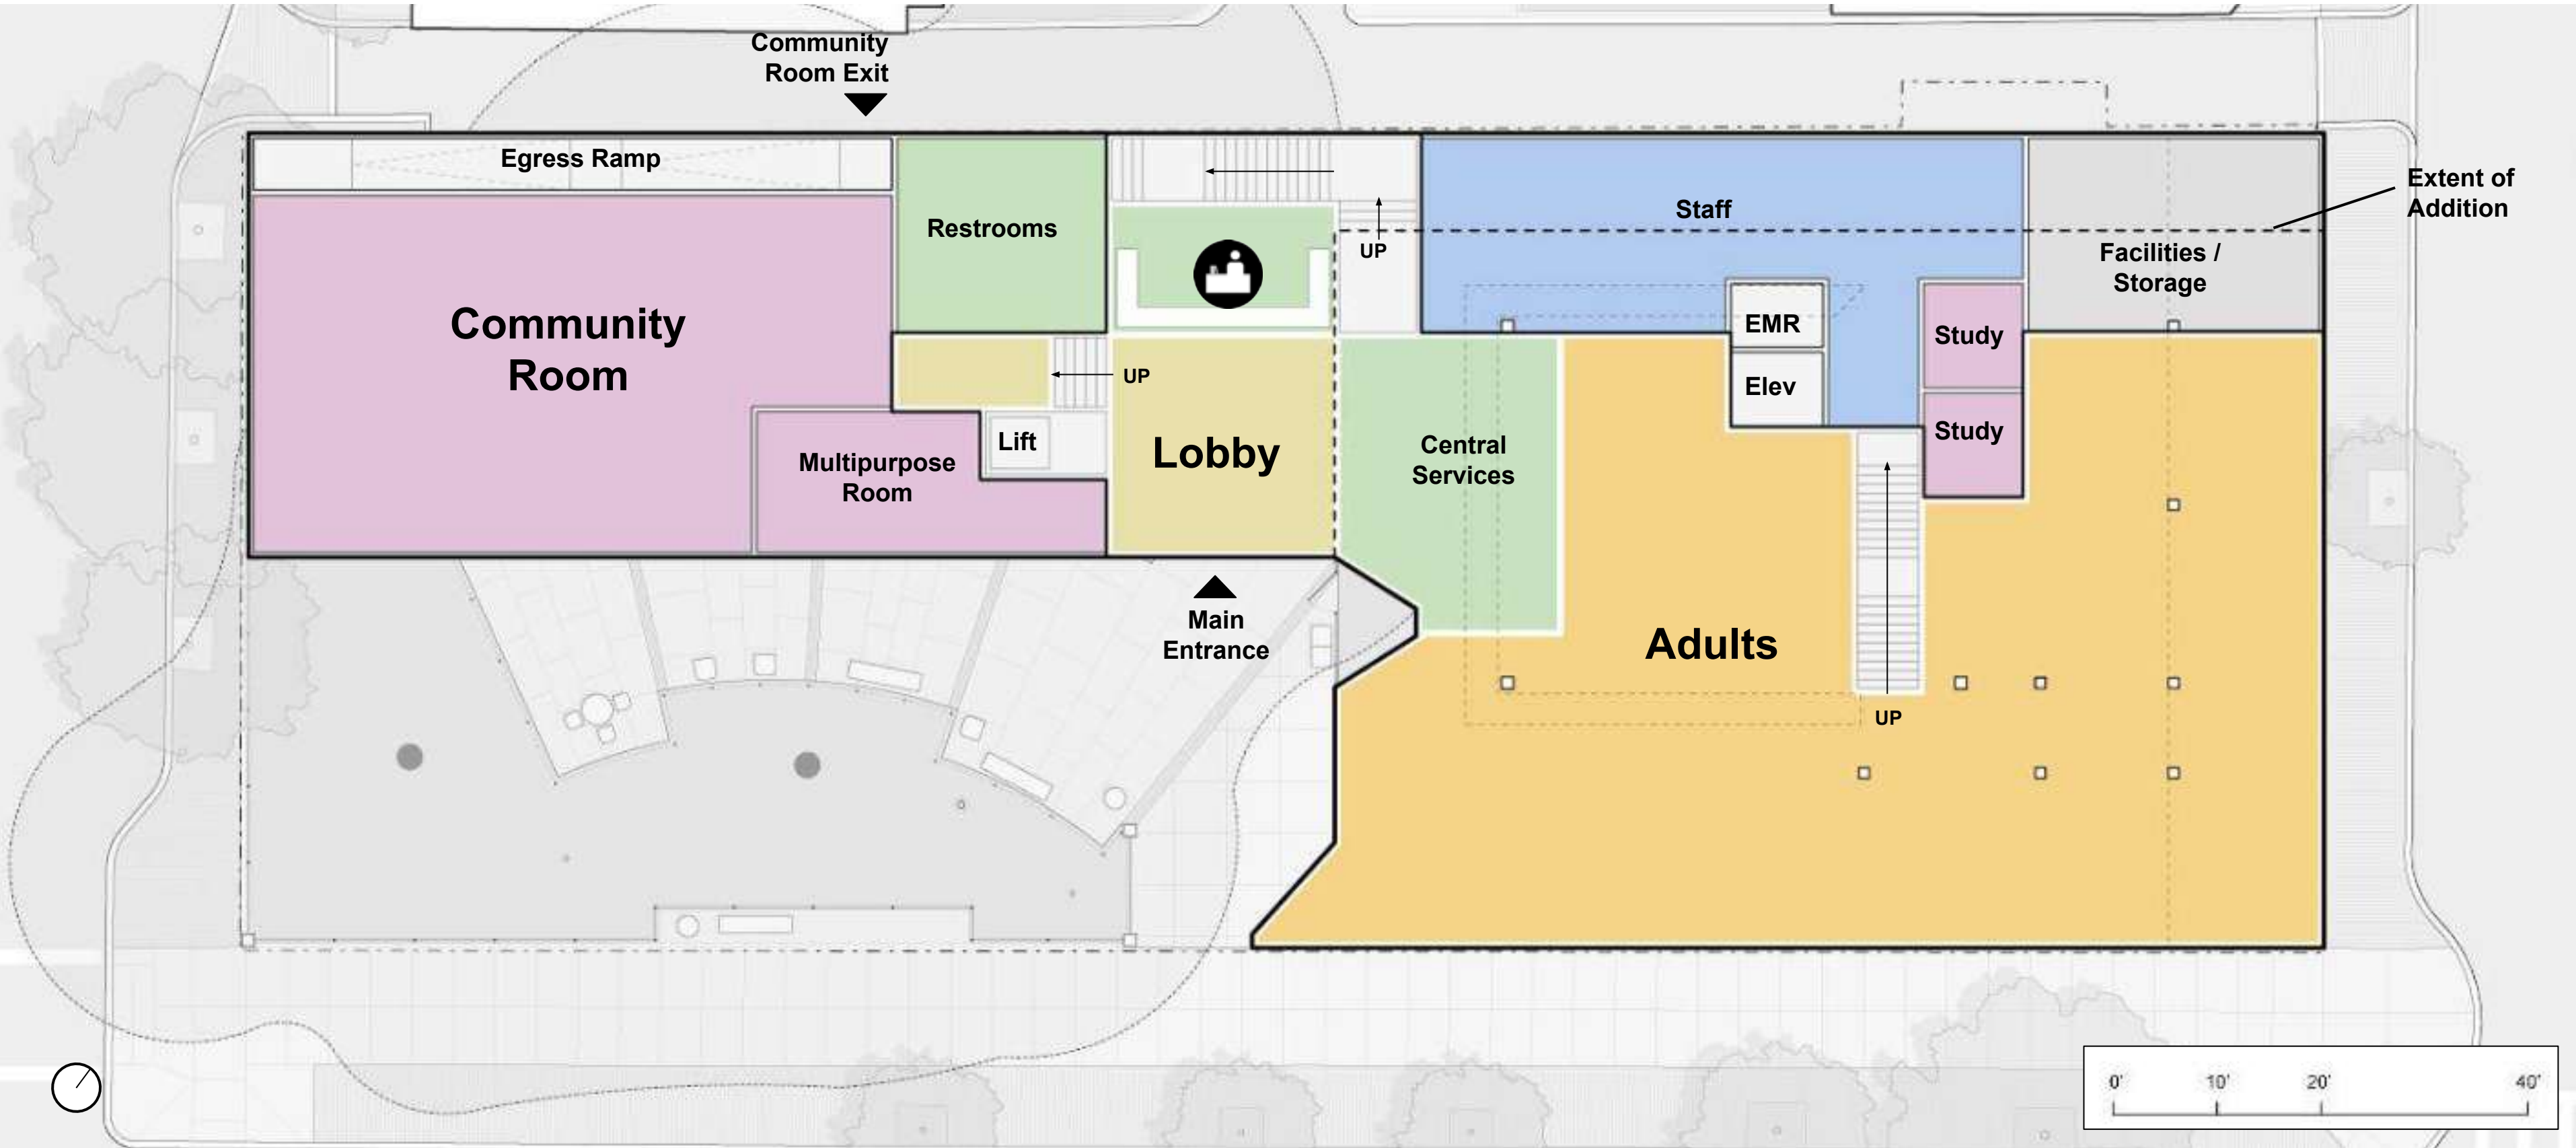 Community
Room Exit
Egress Ramp
Restrooms
UP
Staff
Extent of
Addition
Facilities /
Storage
Community
Room
EMR
Study
UP
Elev
Lift
Lobby
Central
Services
Study
Multipurpose
Room
Main
Entrance
Adults
UP
0' 10' 20' 40'